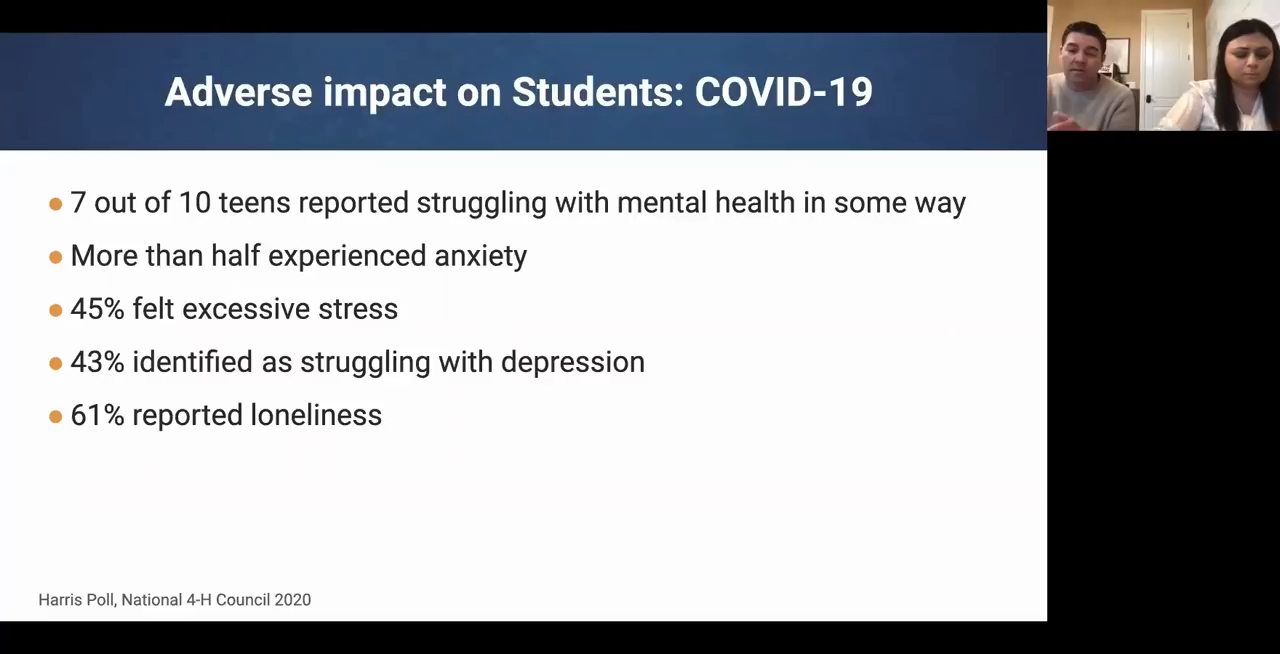 Adverse impact on Students: COVID-19
7 out of 10 teens reported struggling with mental health in some way
More than half experienced anxiety
45% felt excessive stress
43% identified as struggling with depression
61% reported loneliness
Harris Poll, National 4-H Council 2020